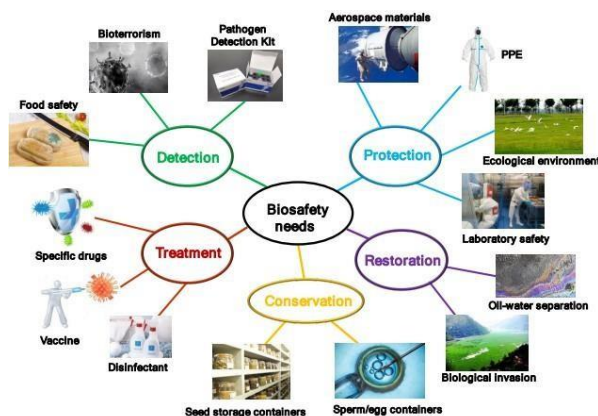 Aerospace materials
Pathogen
Detection Kit
Bioterrorism
PPE
Food safety
Detection
Protection
Ecological environment
Biosafety
needs
Specific drugs
Laboratory safety
Treatment
Restoration
Conservation
Oil-water separation
Vaccine
Disinfectant
Biological invasion
Seed storage containers
Sperm/egg containers